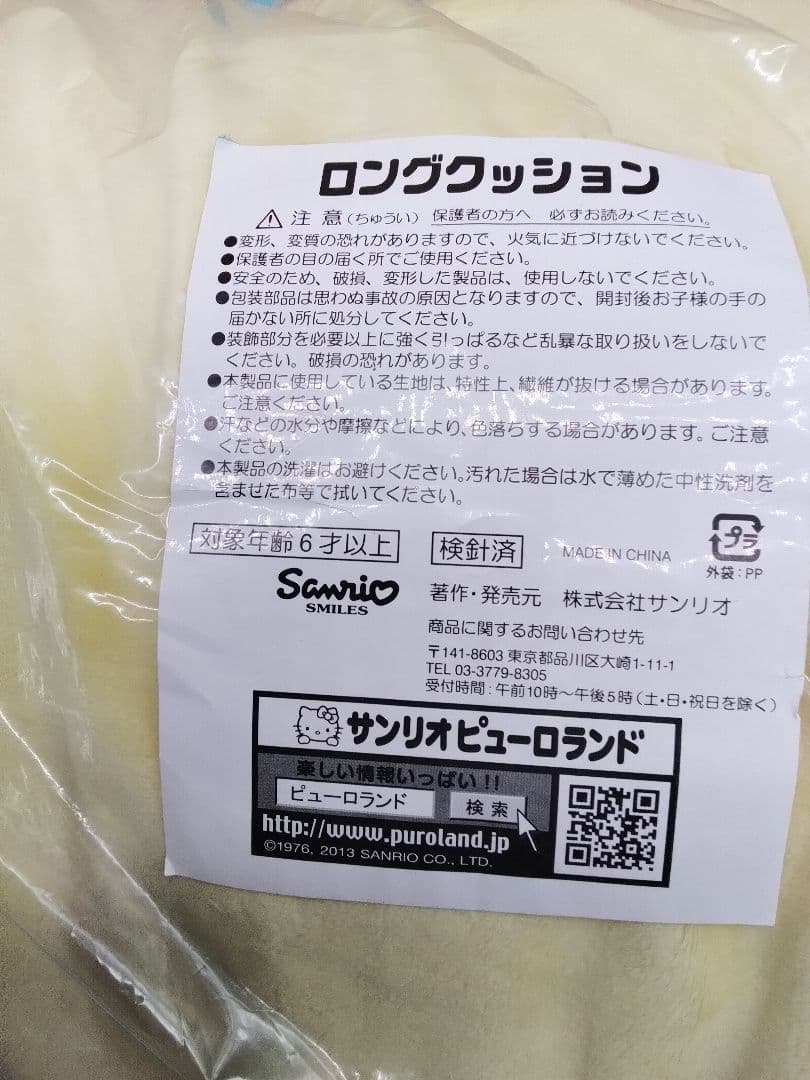 ロングクッション
⚠ 注意(ちゅうい) 保護者の方へ 必ずお読みください。
●変形、変質の恐れがありますので、火気に近づけないでください。
●保護者の目の届く所でご使用ください。
●安全のため、破損、変形した製品は、使用しないでください。
●包装部品は思わぬ事故の原因となりますので、開封後お子様の手の
届かない所に処分してください。
●装飾部分を必要以上に強く引っぱるなど乱暴な取り扱いをしないで
ください。破損の恐れがあります。
●本製品に使用している生地は、特性上、繊維が抜ける場合があります。
ご注意ください。
●汗などの水分や摩擦などにより、色落ちする場合があります。ご注意
ください。
●本製品の洗濯はお避けください。汚れた場合は水で薄めた中性洗剤を
含ませた布等で拭いてください。
対象年齢6才以上 検針済 MADE IN CHINA プラ
外袋:PP
Sanrio
SMILES
著作・発売元 株式会社サンリオ
商品に関するお問い合わせ先
〒141-8603 東京都品川区大崎1-11-1
TEL 03-3779-8305
受付時間:午前10時~午後5時(土・日・祝日を除く)
サンリオピューロランド
楽しい情報いっぱい!!
ピューロランド 検索
http://www.puroland.jp
©1976, 2013 SANRIO CO., LTD.